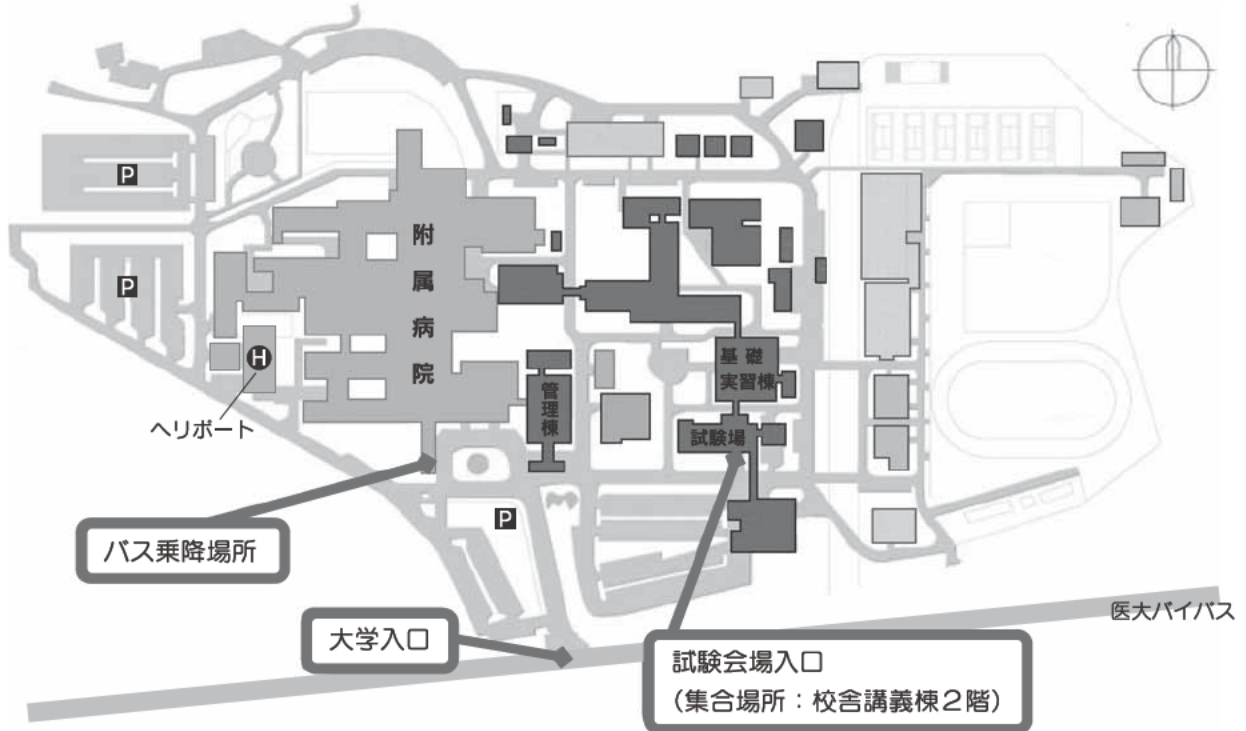 P
P
附属病院
H
ヘリポート
管理棟
基礎
実習棟
試験場
P
バス乗降場所
大学入口
試験会場入口
(集合場所：校舎講義棟2階)
医大バイパス